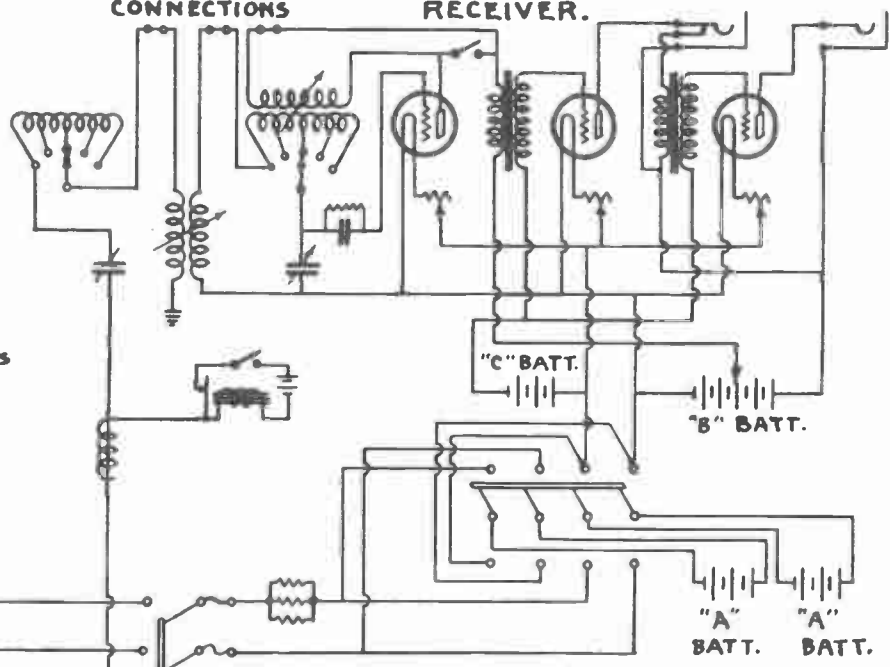 CONNECTIONS RECEIVER.
s
"C" BATT.
"B" BATT.
"A" "A"
BATT. BATT.